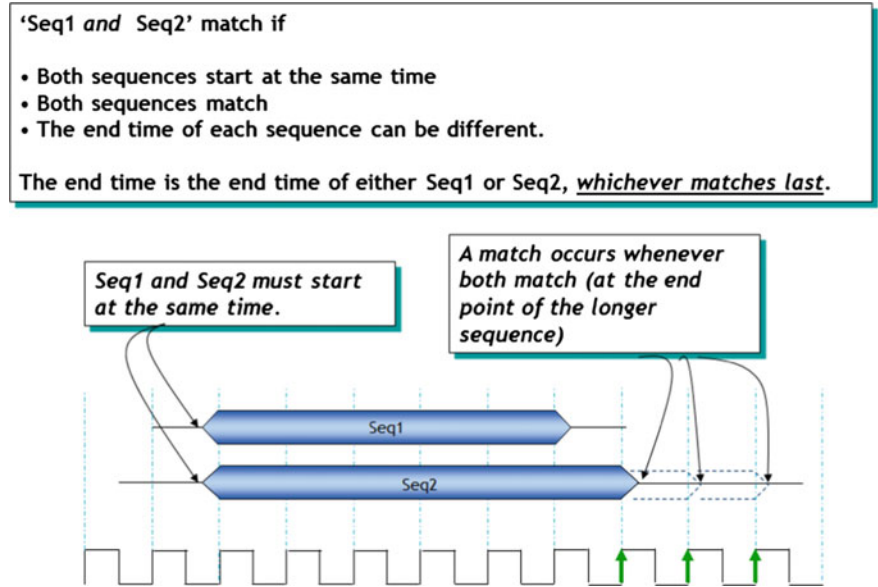 ‘Seq1 and Seq2’ match if
• Both sequences start at the same time
• Both sequences match
• The end time of each sequence can be different.
The end time is the end time of either Seq1 or Seq2, whichever matches last.
Seq1 and Seq2 must start
at the same time.
A match occurs whenever
both match (at the end
point of the longer
sequence)
Seq1
Seq2